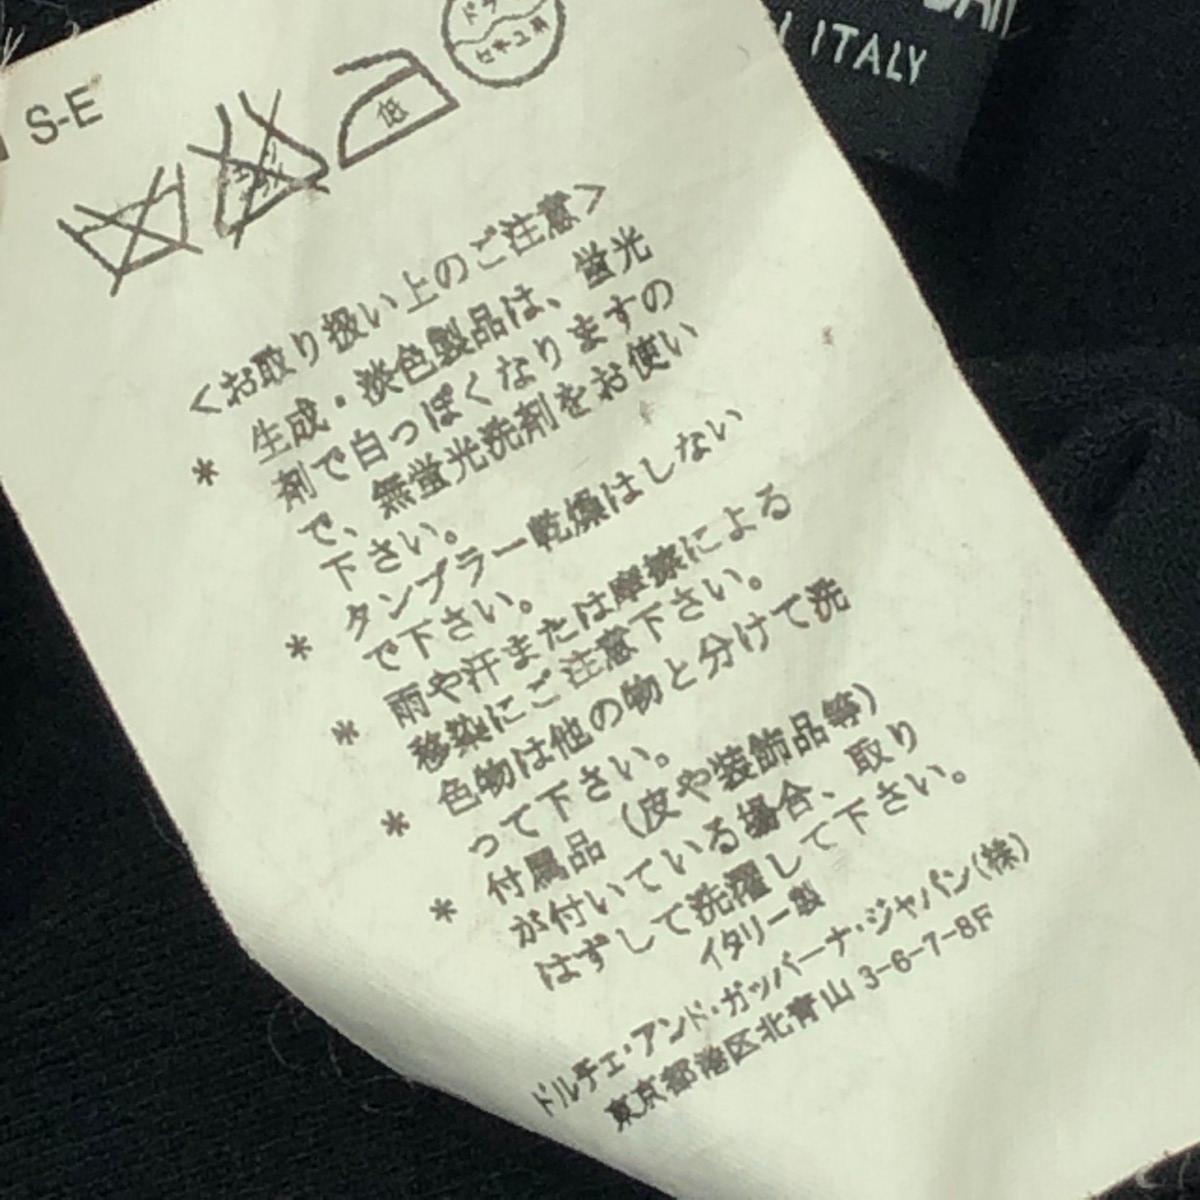 ITALY
S-E
ドライ
セキユ系
低
＜お取り扱い上のご注意＞
* 生成・淡色製品は、蛍光
剤で白っぽくなりますの
で、無蛍光洗剤をお使い
下さい。
* タンブラー乾燥はしない
で下さい。
* 雨や汗または摩擦による
移染にご注意下さい。
* 色物は他の物と分けて洗
って下さい。
* 付属品（皮や装飾品等）
が付いている場合、取り
はずして洗濯して下さい。
イタリー製
ドルチェ・アンド・ガッバーナ・ジャパン(株)
東京都港区北青山 3-6-7-8F